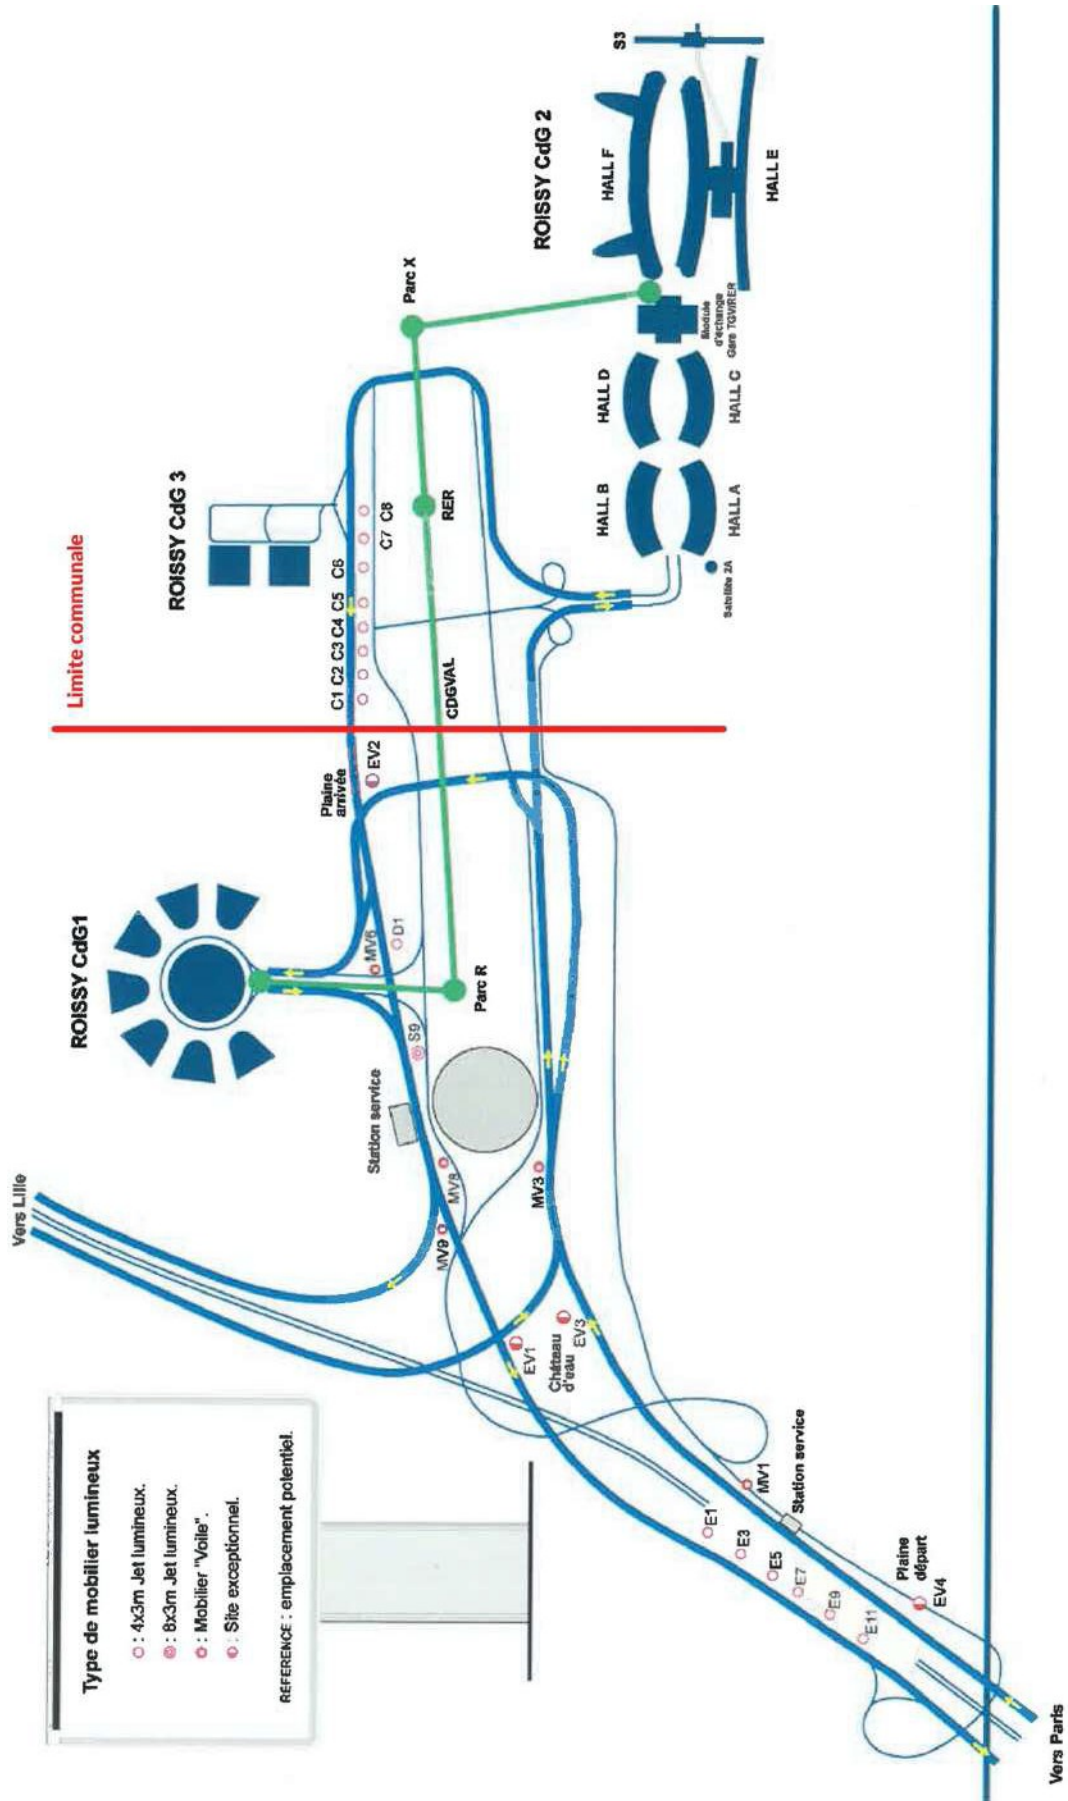 S3
ROISSY CdG 2
HALL F
HALL E
Parc X
Module
d'échange
Gare TGV/RER
HALL D
HALL C
ROISSY CdG 3
RER
HALL B
HALL A
Satellite 2A
C1 C2 C3 C4 C5 C6
C7 C8
Limite communale
CDGVAL
Plaine
arrivée
EV2
ROISSY CdG1
MV6
D1
Parc R
S9
Station service
MV8
MV9
MV3
Vers Lille
EV1
Château
d'eau
EV3
MV1
Station service
E1
E3
E5
E7
E9
E11
Plaine
départ
EV4
Vers Paris
Type de mobilier lumineux
: 4x3m Jet lumineux.
: 8x3m Jet lumineux.
: Mobilier "Voile".
: Site exceptionnel.
REFERENCE : emplacement potentiel.